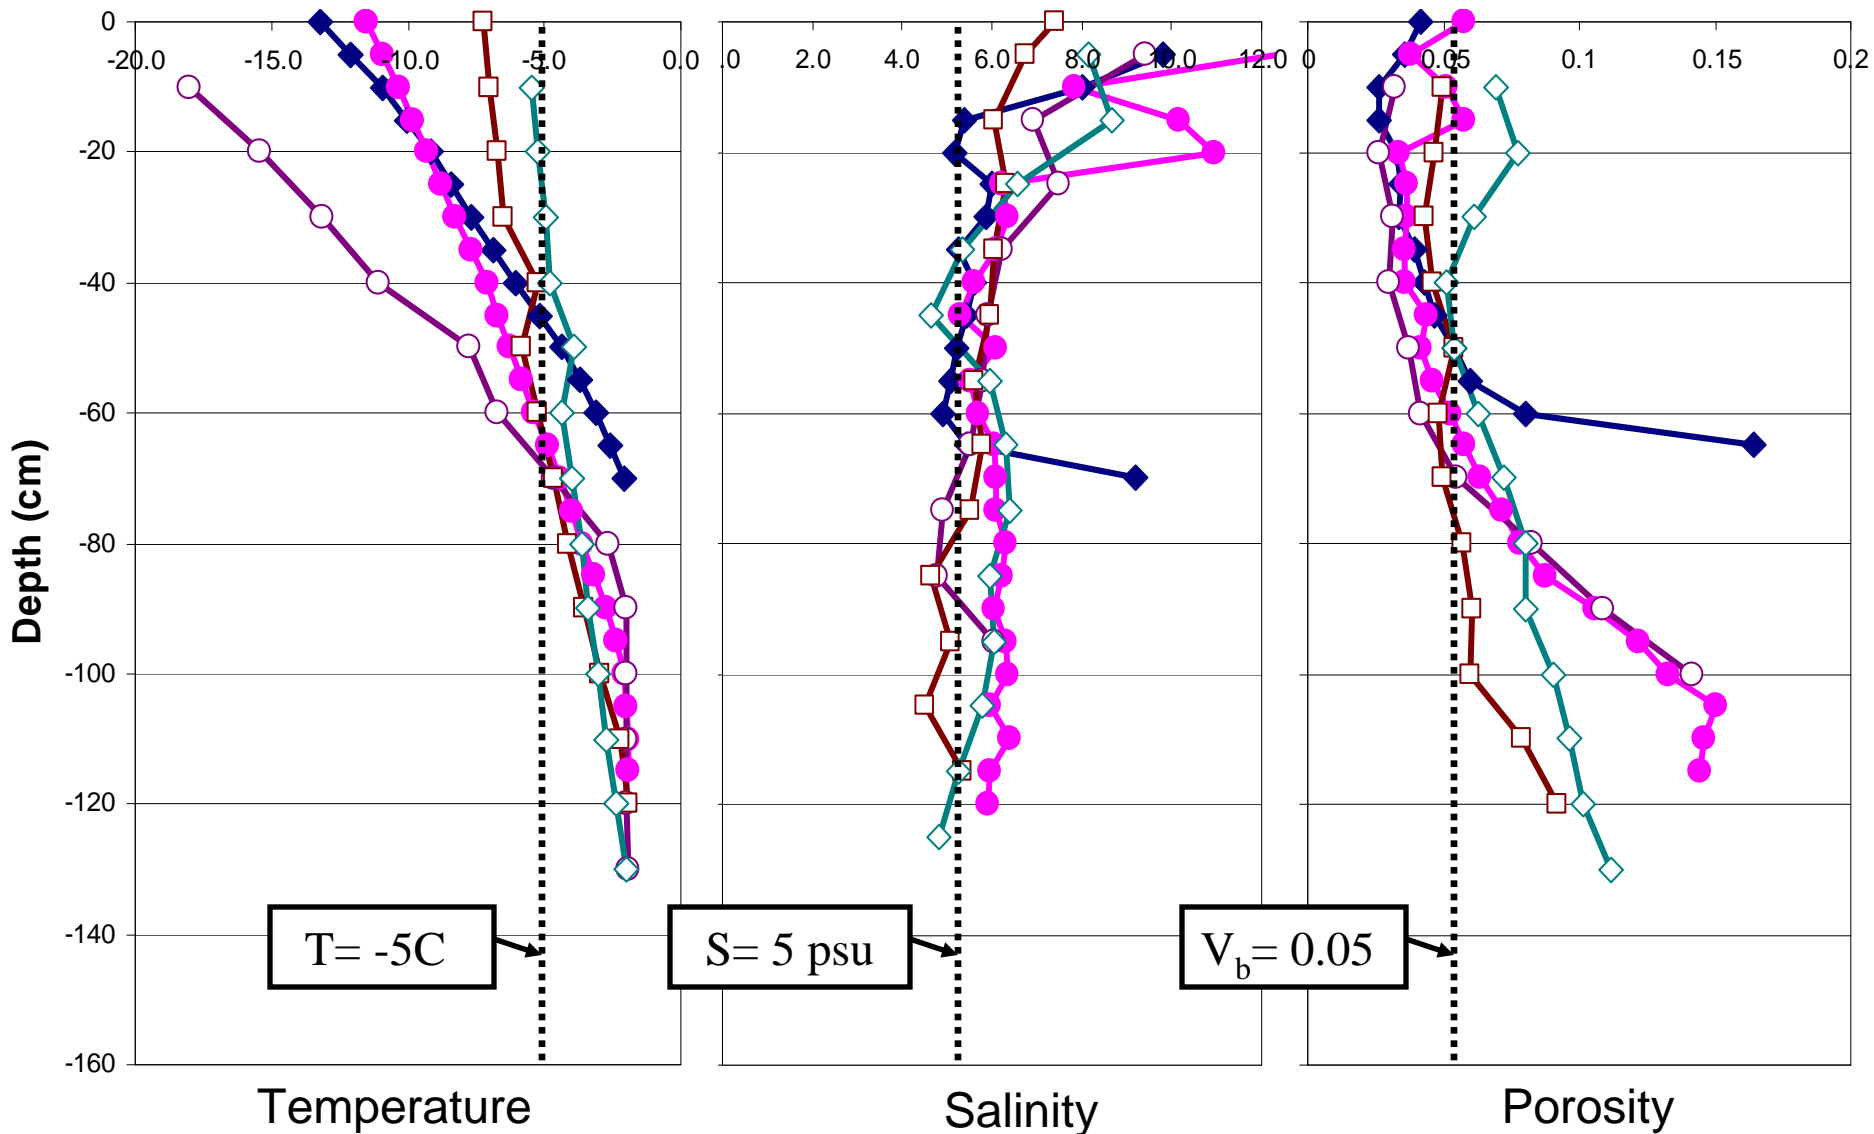 0
-20
-40
-60
-80
-100
-120
-140
-160
Depth (cm)
-20.0 -15.0 -10.0 -5.0 0.0
.0 2.0 4.0 6.0 8.0 10.0 12.0
0 0.05 0.1 0.15 0.2
T= -5C
S= 5 psu
Vb= 0.05
Temperature
Salinity
Porosity